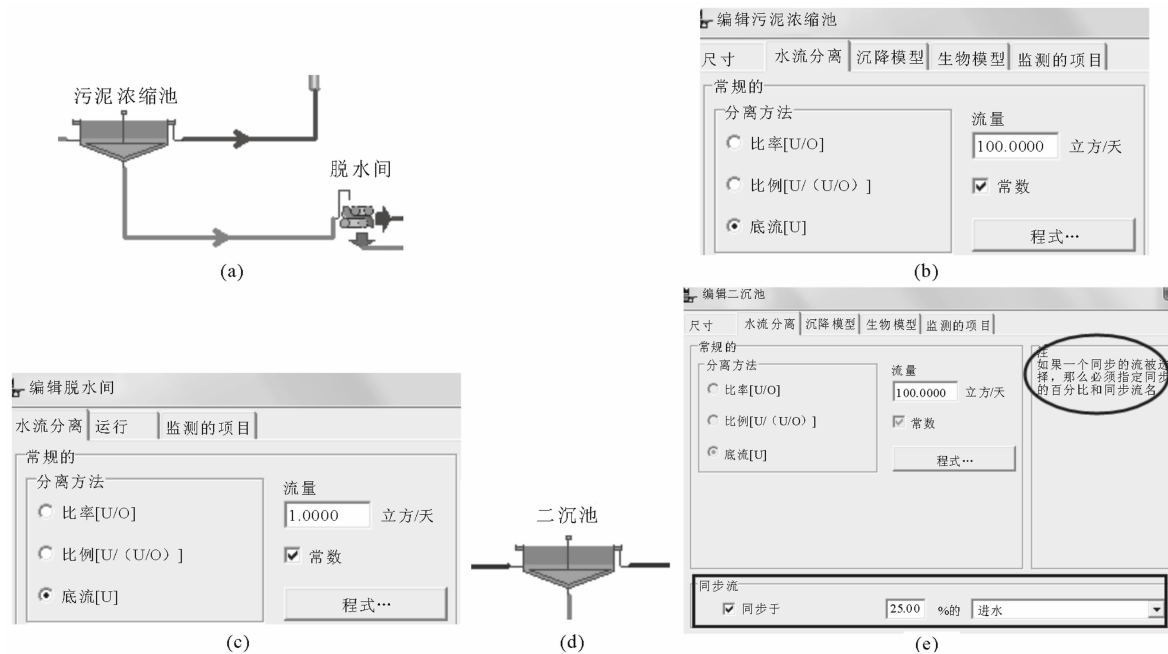 污泥浓缩池
脱水间
(a)
编辑污泥浓缩池
尺寸 水流分离 沉降模型 生物模型 监测的项目
常规的
分离方法
比率[U/O]
比例[U/（U/O）]
底流[U]
流量
100.0000 立方/天
常数
程式…
(b)
编辑脱水间
水流分离 运行 监测的项目
常规的
分离方法
比率[U/O]
比例[U/（U/O）]
底流[U]
流量
1.0000 立方/天
常数
程式…
(c)
二沉池
(d)
编辑二沉池
尺寸 水流分离 沉降模型 生物模型 监测的项目
常规的
分离方法
比率[U/O]
比例[U/（U/O）]
底流[U]
流量
100.0000 立方/天
常数
程式…
注
如果一个同步的流被选
择，那么必须指定同步
的百分比和同步流名
同步流
同步于 25.00 %的 进水
(e)